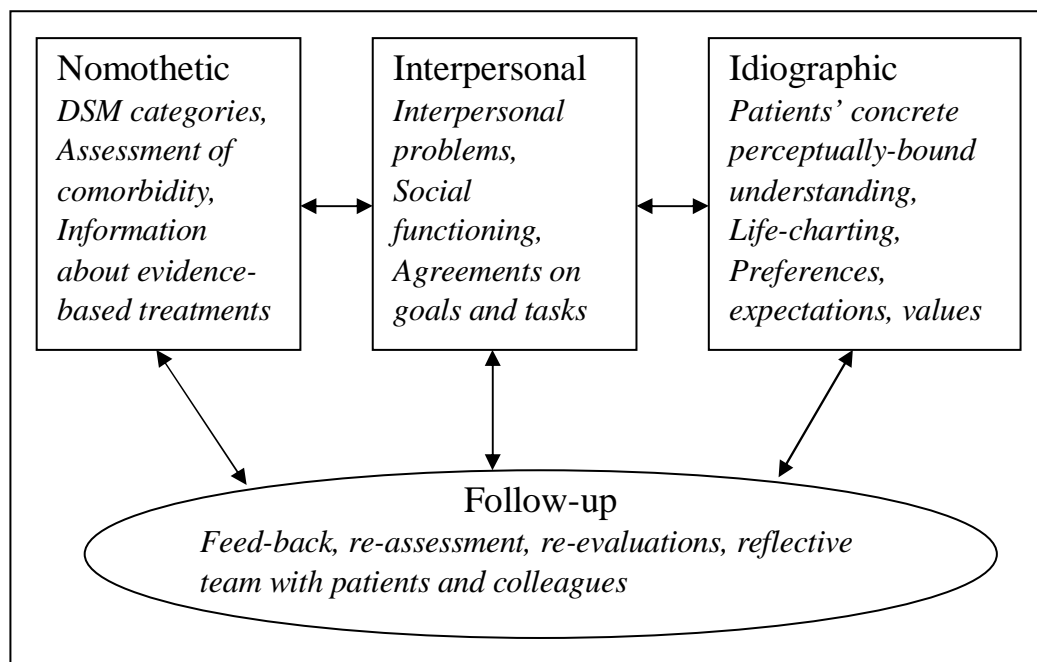 Nomothetic
DSM categories,
Assessment of
comorbidity,
Information
about evidence-
based treatments
Interpersonal
Interpersonal
problems,
Social
functioning,
Agreements on
goals and tasks
Idiographic
Patients’ concrete
perceptually-bound
understanding,
Life-charting,
Preferences,
expectations, values
Follow-up
Feed-back, re-assessment, re-evaluations, reflective
team with patients and colleagues